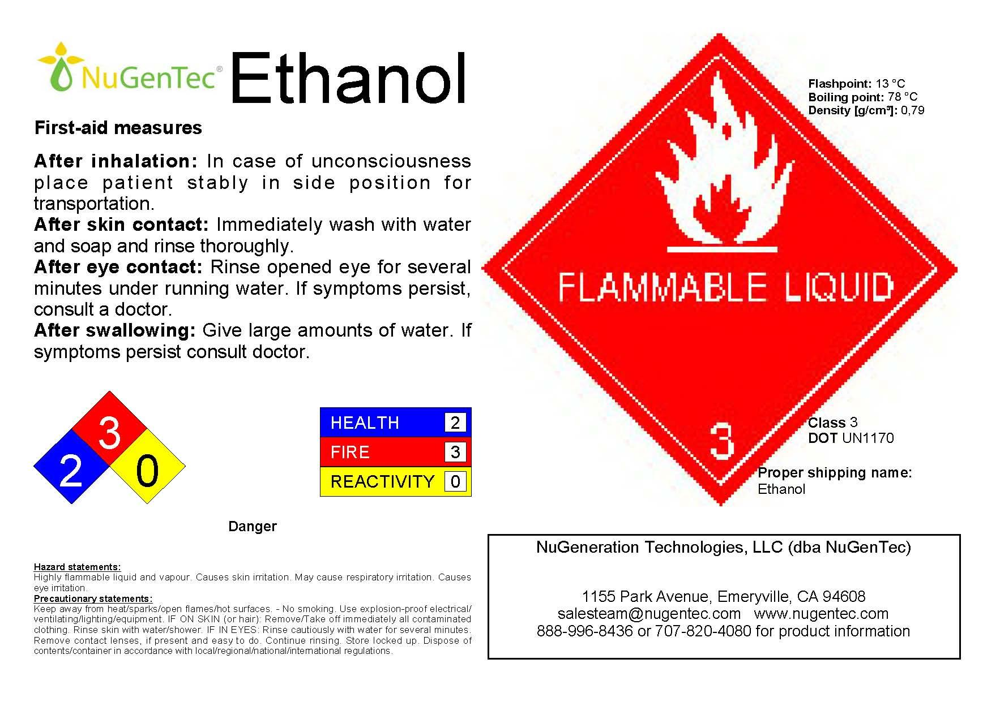 NuGenTec®
Ethanol
First-aid measures
After inhalation: In case of unconsciousness
place patient stably in side position for
transportation.
After skin contact: Immediately wash with water
and soap and rinse thoroughly.
After eye contact: Rinse opened eye for several
minutes under running water. If symptoms persist,
consult a doctor.
After swallowing: Give large amounts of water. If
symptoms persist consult doctor.
3
2
0
HEALTH 2
FIRE 3
REACTIVITY 0
Danger
Hazard statements:
Highly flammable liquid and vapour. Causes skin irritation. May cause respiratory irritation. Causes
eye irritation.
Precautionary statements:
Keep away from heat/sparks/open flames/hot surfaces. - No smoking. Use explosion-proof electrical/
ventilating/lighting/equipment. IF ON SKIN (or hair): Remove/Take off immediately all contaminated
clothing. Rinse skin with water/shower. IF IN EYES: Rinse cautiously with water for several minutes.
Remove contact lenses, if present and easy to do. Continue rinsing. Store locked up. Dispose of
contents/container in accordance with local/regional/national/international regulations.
Flashpoint: 13 °C
Boiling point: 78 °C
Density [g/cm³]: 0,79
FLAMMABLE LIQUID
3
Class 3
DOT UN1170
Proper shipping name:
Ethanol
NuGeneration Technologies, LLC (dba NuGenTec)
1155 Park Avenue, Emeryville, CA 94608
salesteam@nugentec.com www.nugentec.com
888-996-8436 or 707-820-4080 for product information